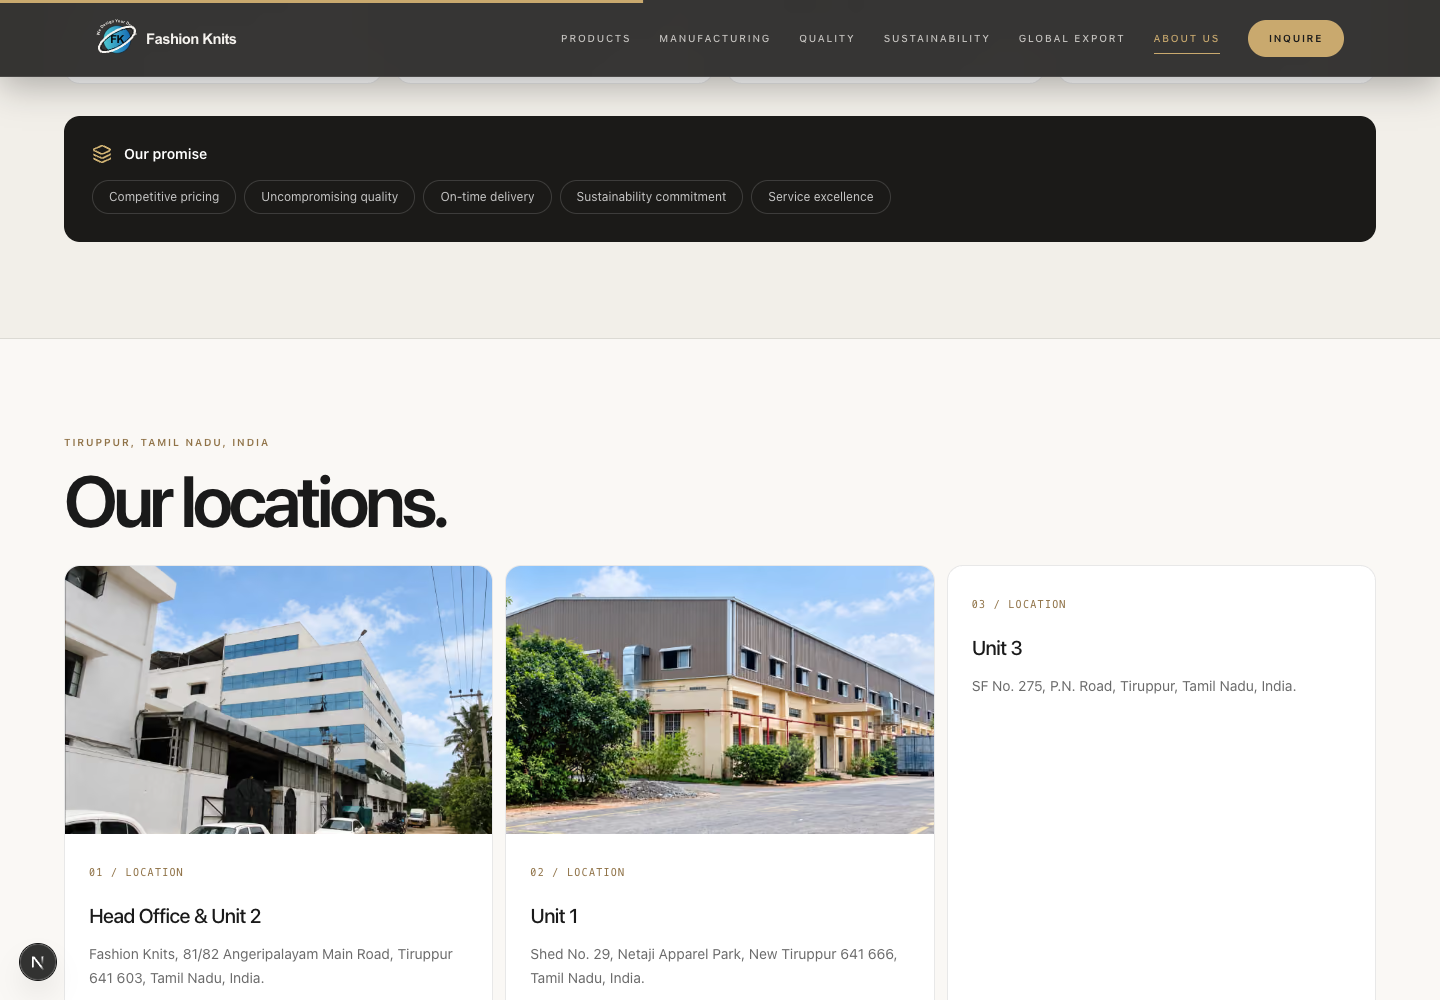 We Design Your
FK
Fashion Knits
PRODUCTS
MANUFACTURING
QUALITY
SUSTAINABILITY
GLOBAL EXPORT
ABOUT US
INQUIRE
Our promise
Competitive pricing
Uncompromising quality
On-time delivery
Sustainability commitment
Service excellence
TIRUPPUR, TAMIL NADU, INDIA
Our locations.
01 / LOCATION
Head Office & Unit 2
Fashion Knits, 81/82 Angeripalayam Main Road, Tiruppur
641 603, Tamil Nadu, India.
02 / LOCATION
Unit 1
Shed No. 29, Netaji Apparel Park, New Tiruppur 641 666,
Tamil Nadu, India.
03 / LOCATION
Unit 3
SF No. 275, P.N. Road, Tiruppur, Tamil Nadu, India.
N